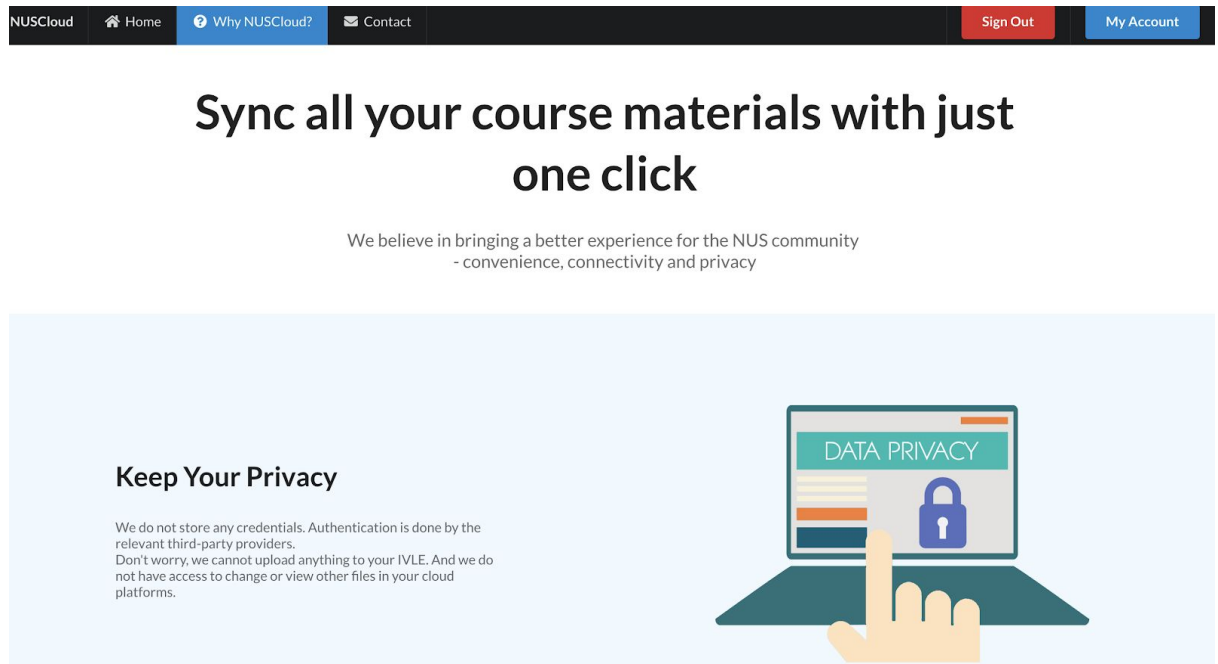 NUSCloud Home Why NUSCloud? Contact Sign Out My Account
Sync all your course materials with just
one click
We believe in bringing a better experience for the NUS community
- convenience, connectivity and privacy
Keep Your Privacy
We do not store any credentials. Authentication is done by the
relevant third-party providers.
Don't worry, we cannot upload anything to your IVLE. And we do
not have access to change or view other files in your cloud
platforms.
DATA PRIVACY